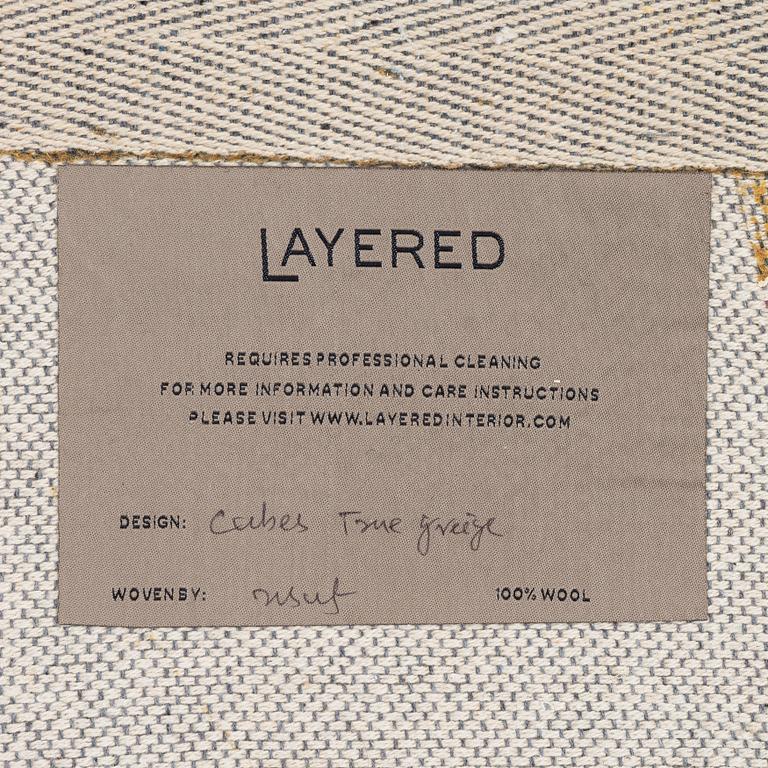 LAYERED
REQUIRES PROFESSIONAL CLEANING
FOR MORE INFORMATION AND CARE INSTRUCTIONS
PLEASE VISIT WWW.LAYEREDINTERIOR.COM
DESIGN: Cubes True greige
WOVEN BY:
100% WOOL